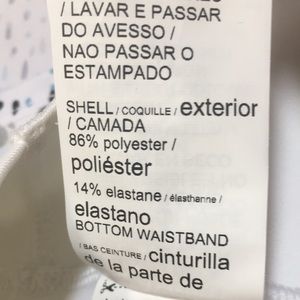 / LAVAR E PASSAR
DO AVESSO /
NAO PASSAR O
ESTAMPADO
SHELL / COQUILLE / exterior
/ CAMADA
86% polyester /
poliéster
14% elastane / élasthanne /
elastano
BOTTOM WAISTBAND
/ BAS CEINTURE / cinturilla
de la parte de